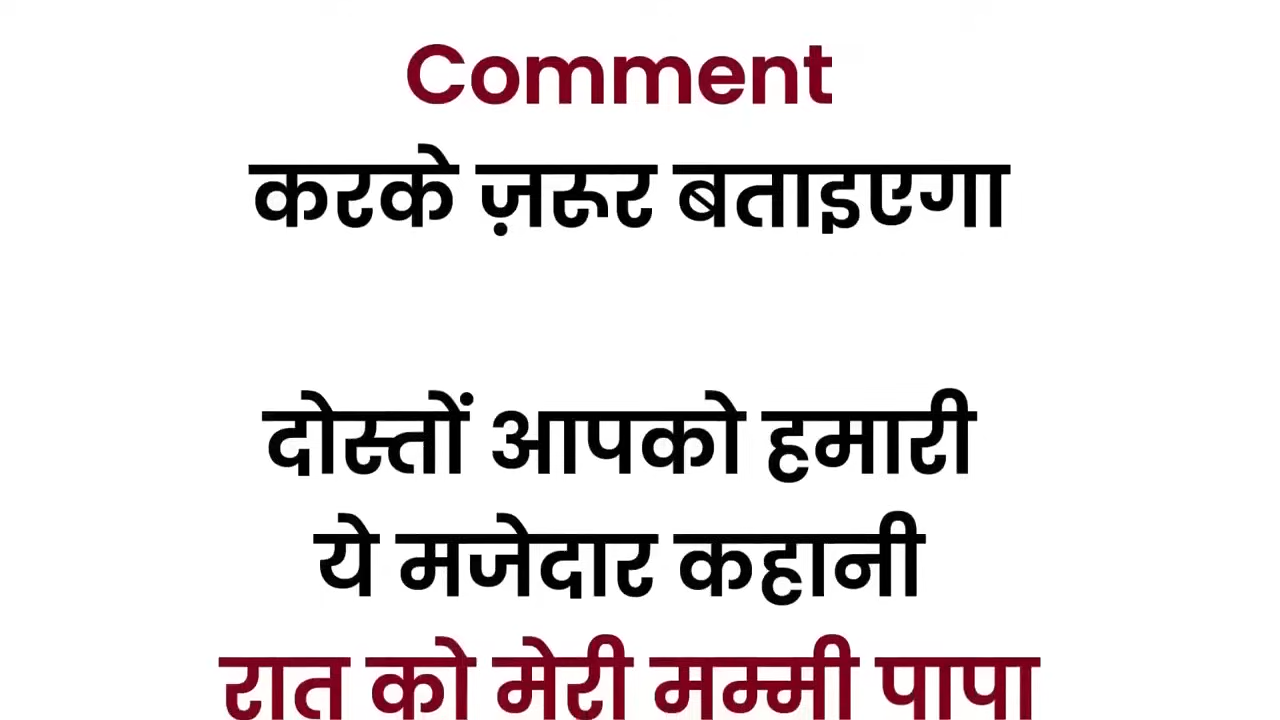 Comment
करके ज़रूर बताइएगा
दोस्तों आपको हमारी
ये मजेदार कहानी
रात को मेरी मम्मी पापा